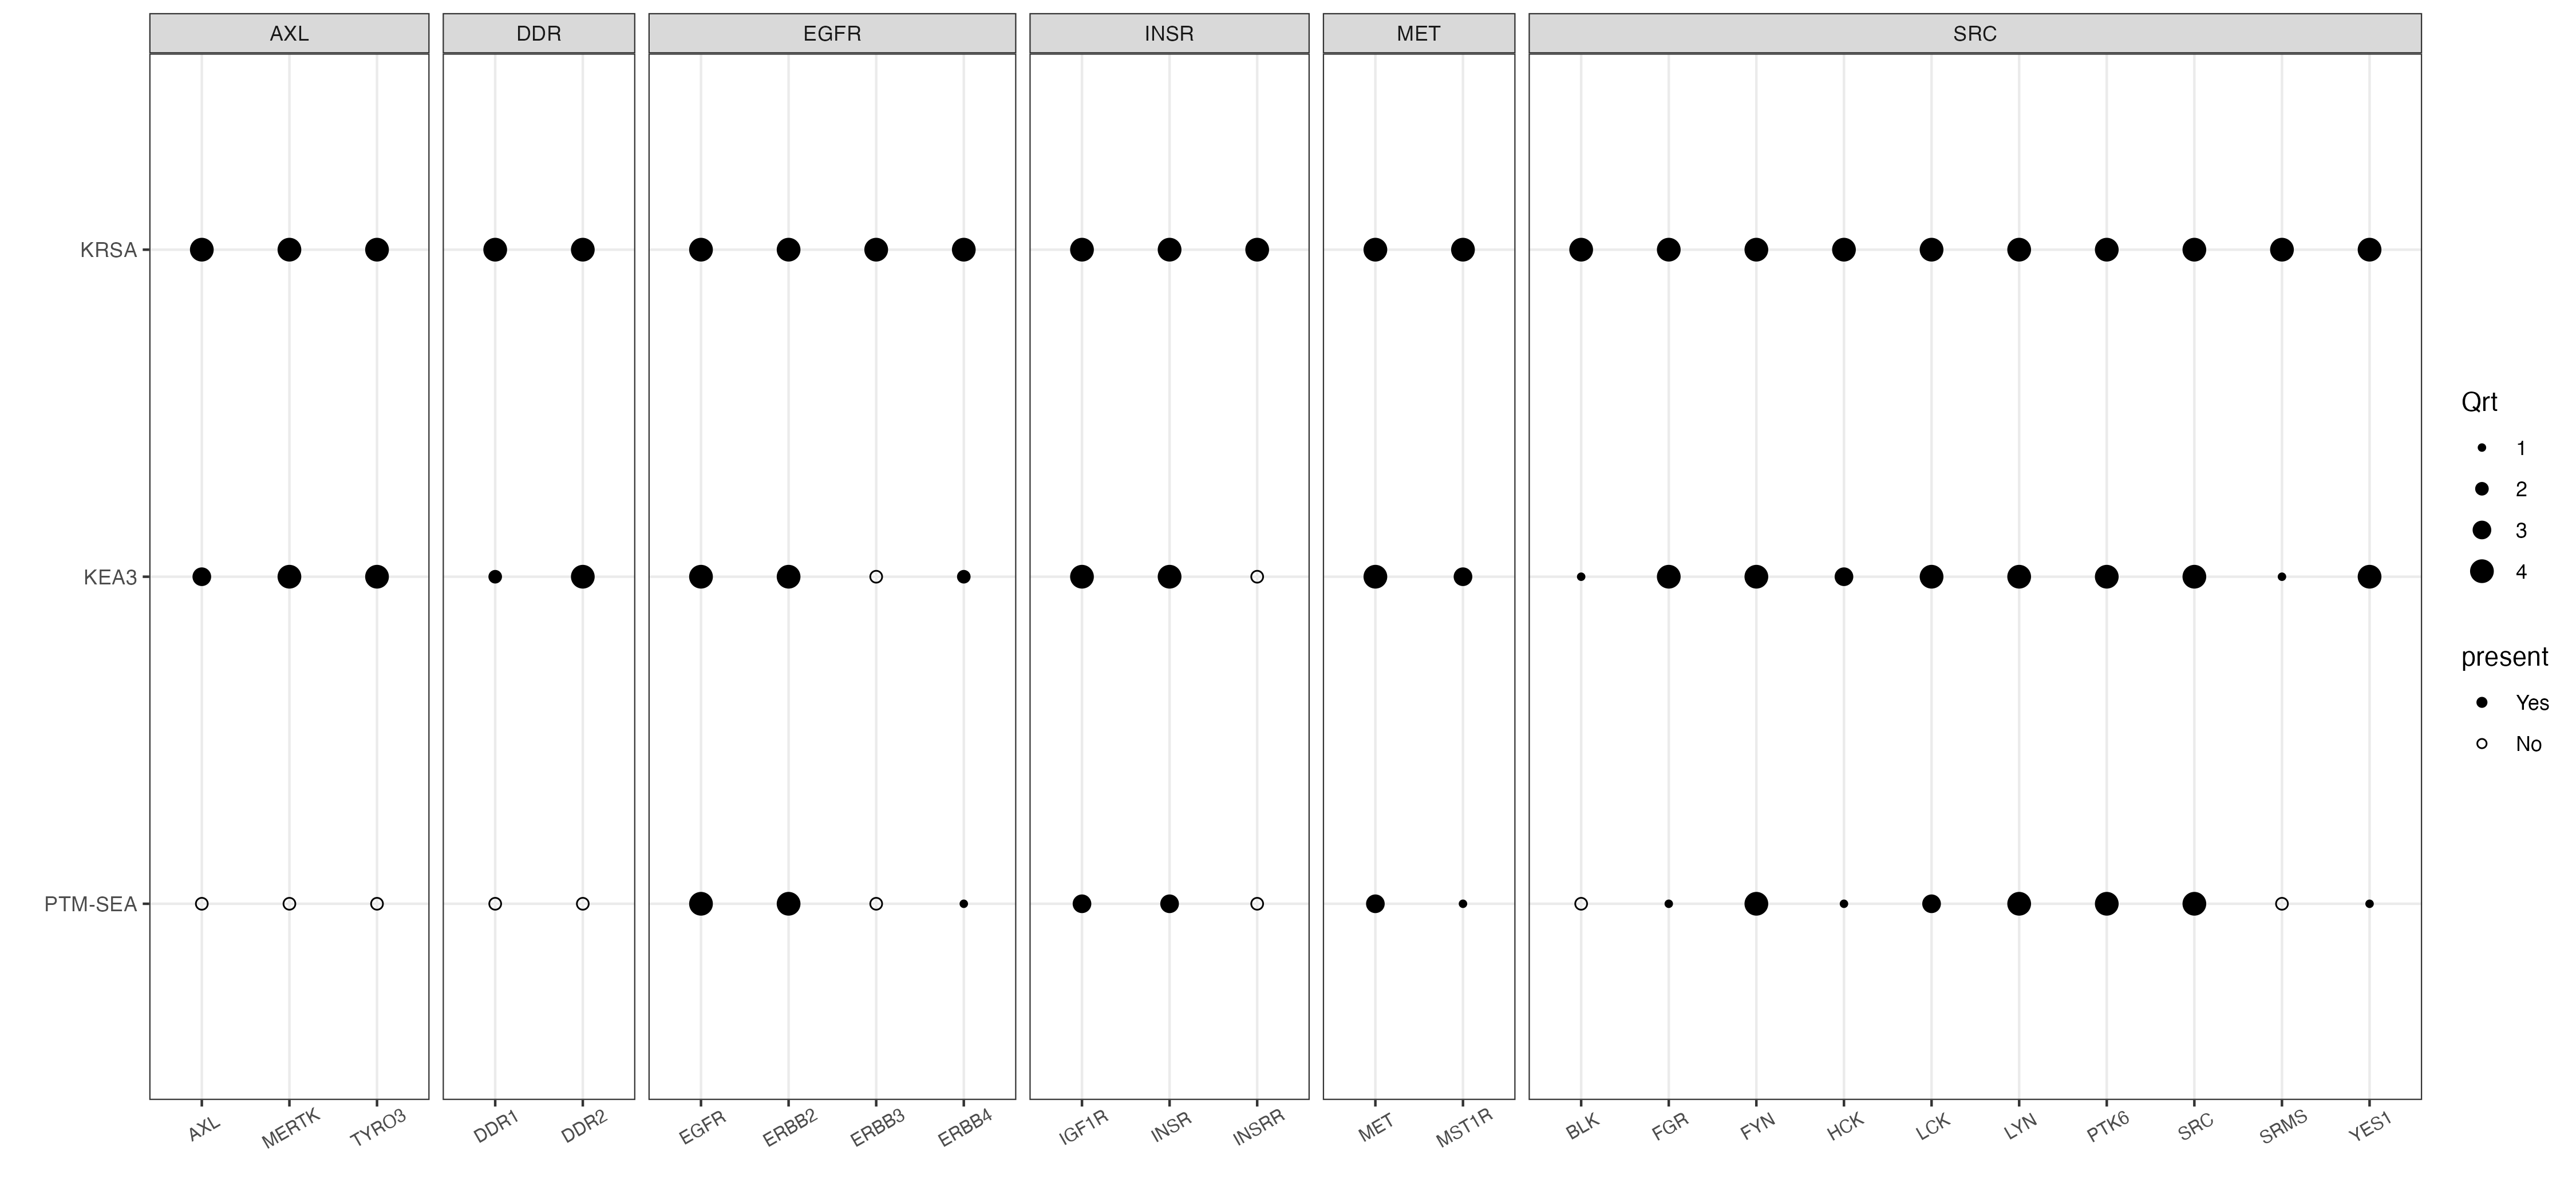 AXL DDR EGFR INSR MET SRC
KRSA
KEA3
PTM-SEA
AXL MERTK TYRO3 DDR1 DDR2 EGFR ERBB2 ERBB3 ERBB4 IGF1R INSR INSRR MET MST1R BLK FGR FYN HCK LCK LYN PTK6 SRC SRMS YES1
Qrt
1
2
3
4
present
Yes
No